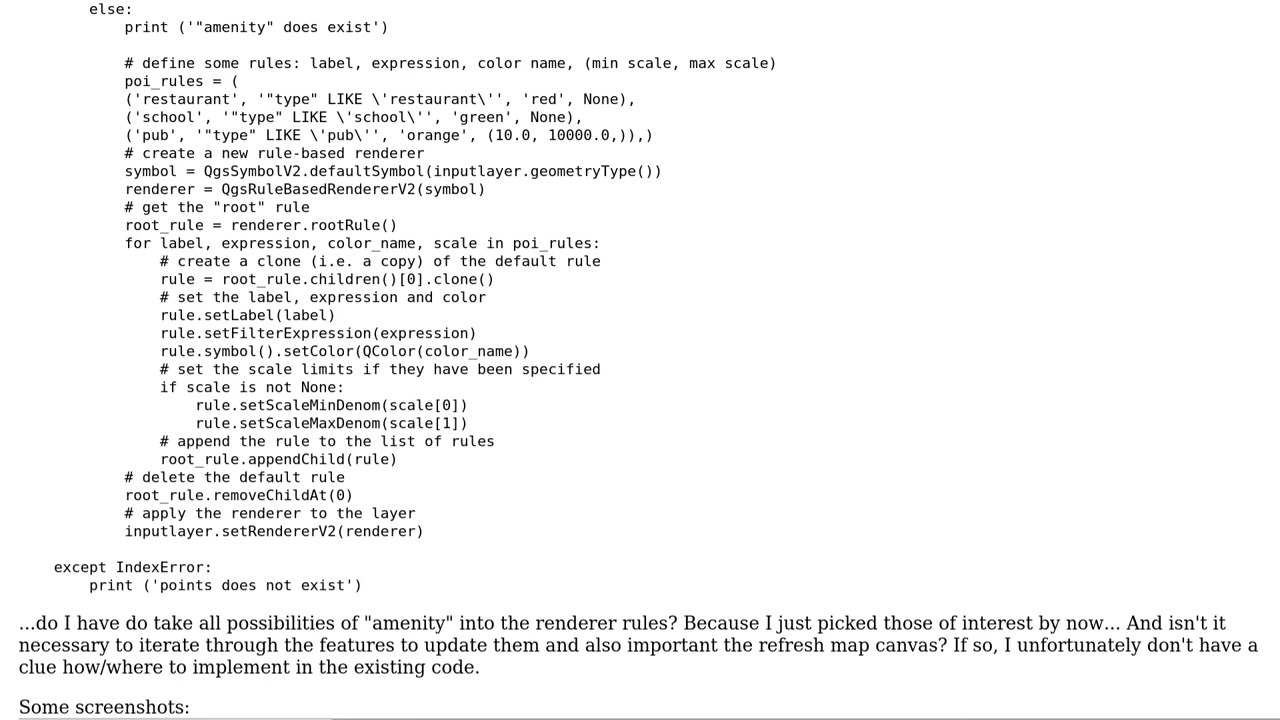 else:
print ('"amenity" does exist')
# define some rules: label, expression, color name, (min scale, max scale)
poi_rules = (
('restaurant', '"type" LIKE \'restaurant\'', 'red', None),
('school', '"type" LIKE \'school\'', 'green', None),
('pub', '"type" LIKE \'pub\'', 'orange', (10.0, 10000.0,)),)
# create a new rule-based renderer
symbol = QgsSymbolV2.defaultSymbol(inputlayer.geometryType())
renderer = QgsRuleBasedRendererV2(symbol)
# get the "root" rule
root_rule = renderer.rootRule()
for label, expression, color_name, scale in poi_rules:
# create a clone (i.e. a copy) of the default rule
rule = root_rule.children()[0].clone()
# set the label, expression and color
rule.setLabel(label)
rule.setFilterExpression(expression)
rule.symbol().setColor(QColor(color_name))
# set the scale limits if they have been specified
if scale is not None:
rule.setScaleMinDenom(scale[0])
rule.setScaleMaxDenom(scale[1])
# append the rule to the list of rules
root_rule.appendChild(rule)
# delete the default rule
root_rule.removeChildAt(0)
# apply the renderer to the layer
inputlayer.setRendererV2(renderer)
except IndexError:
print ('points does not exist')
...do I have do take all possibilities of "amenity" into the renderer rules? Because I just picked those of interest by now... And isn't it
necessary to iterate through the features to update them and also important the refresh map canvas? If so, I unfortunately don't have a
clue how/where to implement in the existing code.
Some screenshots: